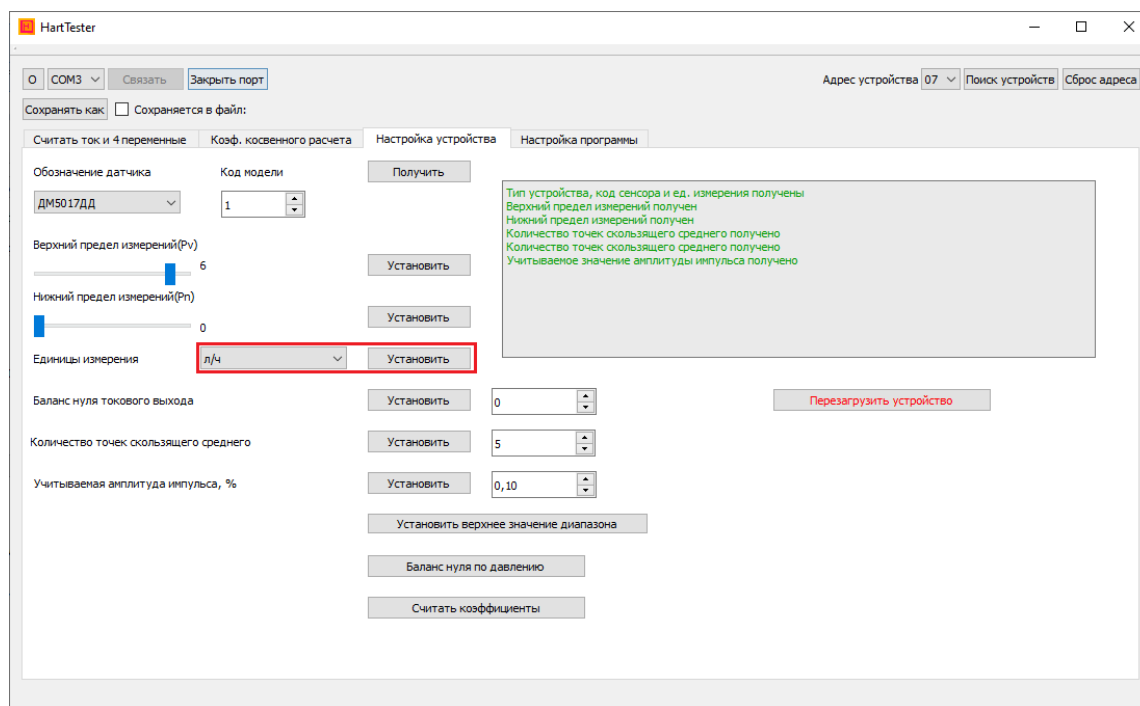 HartTester
О COM3 Связать Закрыть порт Адрес устройства 07 Поиск устройств Сброс адреса
Сохранять как Сохраняется в файл:
Считать ток и 4 переменные Коэф. косвенного расчета Настройка устройства Настройка программы
Обозначение датчика Код модели Получить
ДМ5017ДД 1
Тип устройства, код сенсора и ед. измерения получены
Верхний предел измерений получен
Нижний предел измерений получен
Количество точек скользящего среднего получено
Количество точек скользящего среднего получено
Учитываемое значение амплитуды импульса получено
Верхний предел измерений(Pv)
6 Установить
Нижний предел измерений(Pn)
0 Установить
Единицы измерения л/ч Установить
Баланс нуля токового выхода Установить 0 Перезагрузить устройство
Количество точек скользящего среднего Установить 5
Учитываемая амплитуда импульса, % Установить 0,10
Установить верхнее значение диапазона
Баланс нуля по давлению
Считать коэффициенты